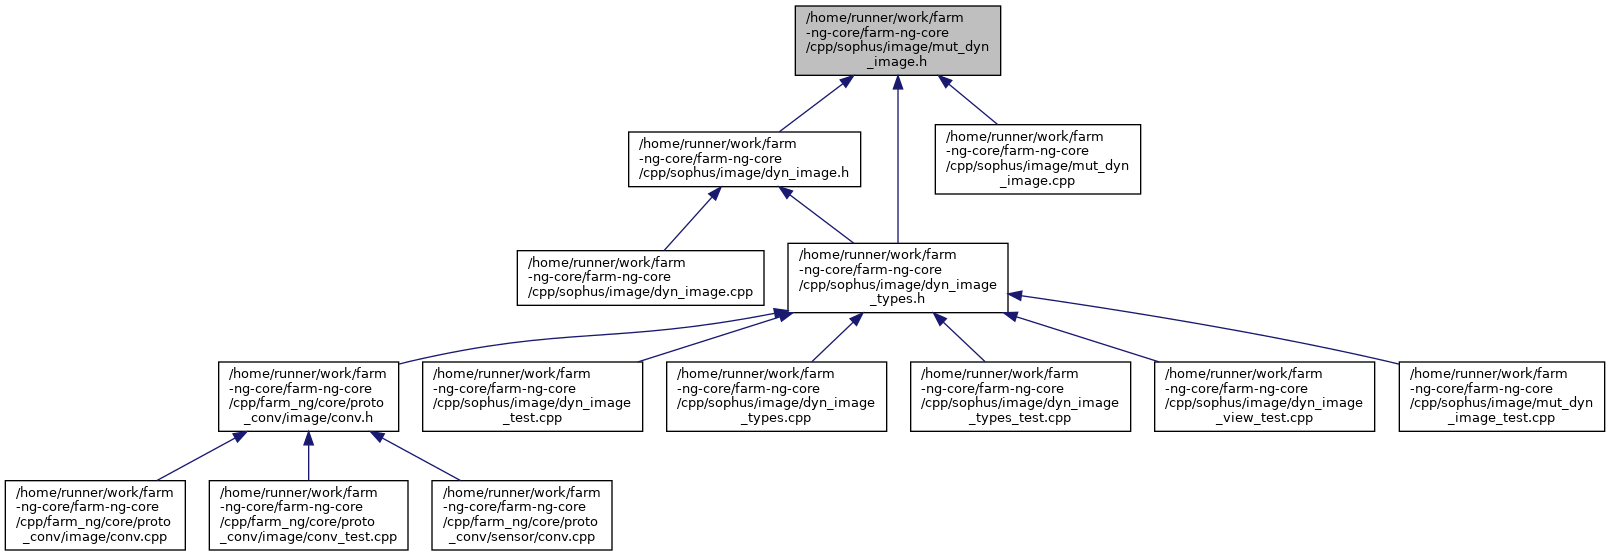 /home/runner/work/farm
-ng-core/farm-ng-core
/cpp/sophus/image/mut_dyn
_image.h
/home/runner/work/farm
-ng-core/farm-ng-core
/cpp/sophus/image/dyn_image.h
/home/runner/work/farm
-ng-core/farm-ng-core
/cpp/sophus/image/mut_dyn
_image.cpp
/home/runner/work/farm
-ng-core/farm-ng-core
/cpp/sophus/image/dyn_image.cpp
/home/runner/work/farm
-ng-core/farm-ng-core
/cpp/sophus/image/dyn_image
_types.h
/home/runner/work/farm
-ng-core/farm-ng-core
/cpp/farm_ng/core/proto
_conv/image/conv.h
/home/runner/work/farm
-ng-core/farm-ng-core
/cpp/sophus/image/dyn_image
_test.cpp
/home/runner/work/farm
-ng-core/farm-ng-core
/cpp/sophus/image/dyn_image
_types.cpp
/home/runner/work/farm
-ng-core/farm-ng-core
/cpp/sophus/image/dyn_image
_types_test.cpp
/home/runner/work/farm
-ng-core/farm-ng-core
/cpp/sophus/image/dyn_image
_view_test.cpp
/home/runner/work/farm
-ng-core/farm-ng-core
/cpp/sophus/image/mut_dyn
_image_test.cpp
/home/runner/work/farm
-ng-core/farm-ng-core
/cpp/farm_ng/core/proto
_conv/image/conv.cpp
/home/runner/work/farm
-ng-core/farm-ng-core
/cpp/farm_ng/core/proto
_conv/image/conv_test.cpp
/home/runner/work/farm
-ng-core/farm-ng-core
/cpp/farm_ng/core/proto
_conv/sensor/conv.cpp